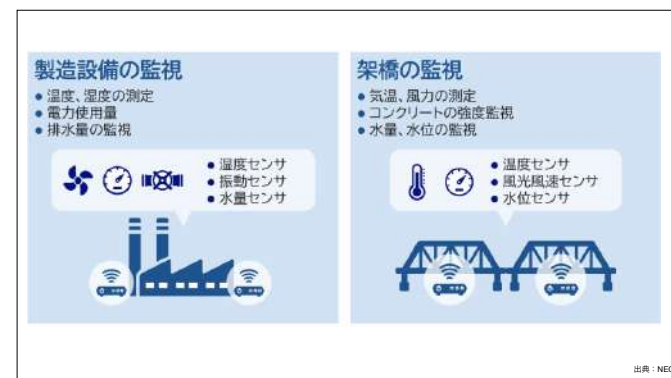 製造設備の監視
● 温度、湿度の測定
● 電力使用量
● 排水量の監視
● 温度センサ
● 振動センサ
● 水量センサ
架橋の監視
● 気温、風力の測定
● コンクリートの強度監視
● 水量、水位の監視
● 温度センサ
● 風光風速センサ
● 水位センサ
出典：NEC